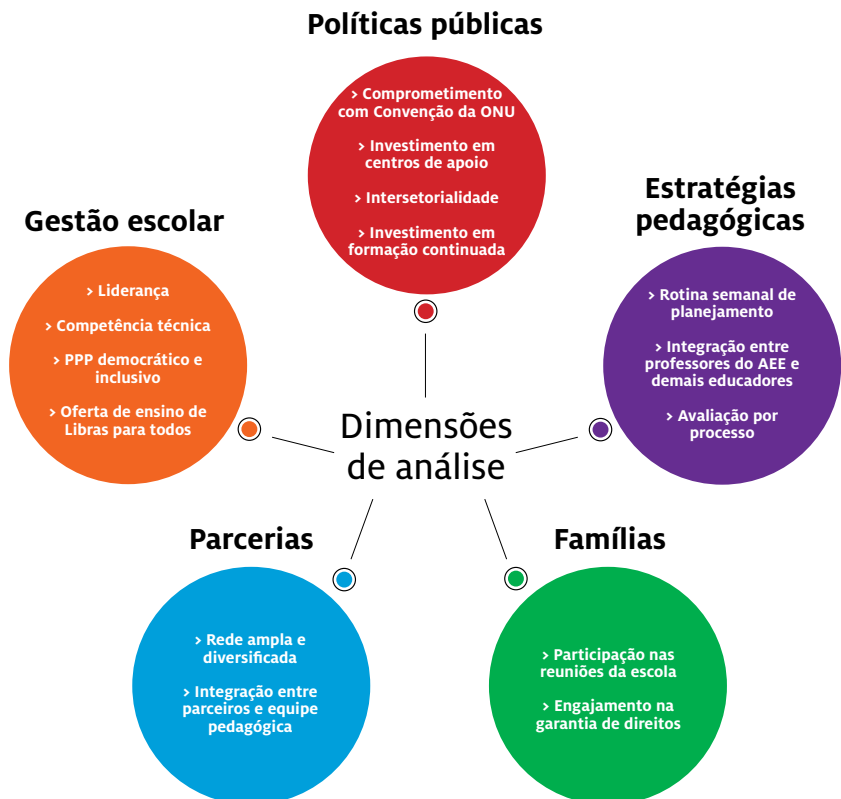 Políticas públicas
> Comprometimento
com Convenção da ONU
> Investimento em
centros de apoio
> Intersetorialidade
> Investimento em
formação continuada
Estratégias
pedagógicas
> Rotina semanal de
planejamento
> Integração entre
professores do AEE e
demais educadores
> Avaliação por
processo
Gestão escolar
> Liderança
> Competência técnica
> PPP democrático e
inclusivo
> Oferta de ensino de
Libras para todos
Dimensões
de análise
Parcerias
> Rede ampla e
diversificada
> Integração entre
parceiros e equipe
pedagógica
Famílias
> Participação nas
reuniões da escola
> Engajamento na
garantia de direitos